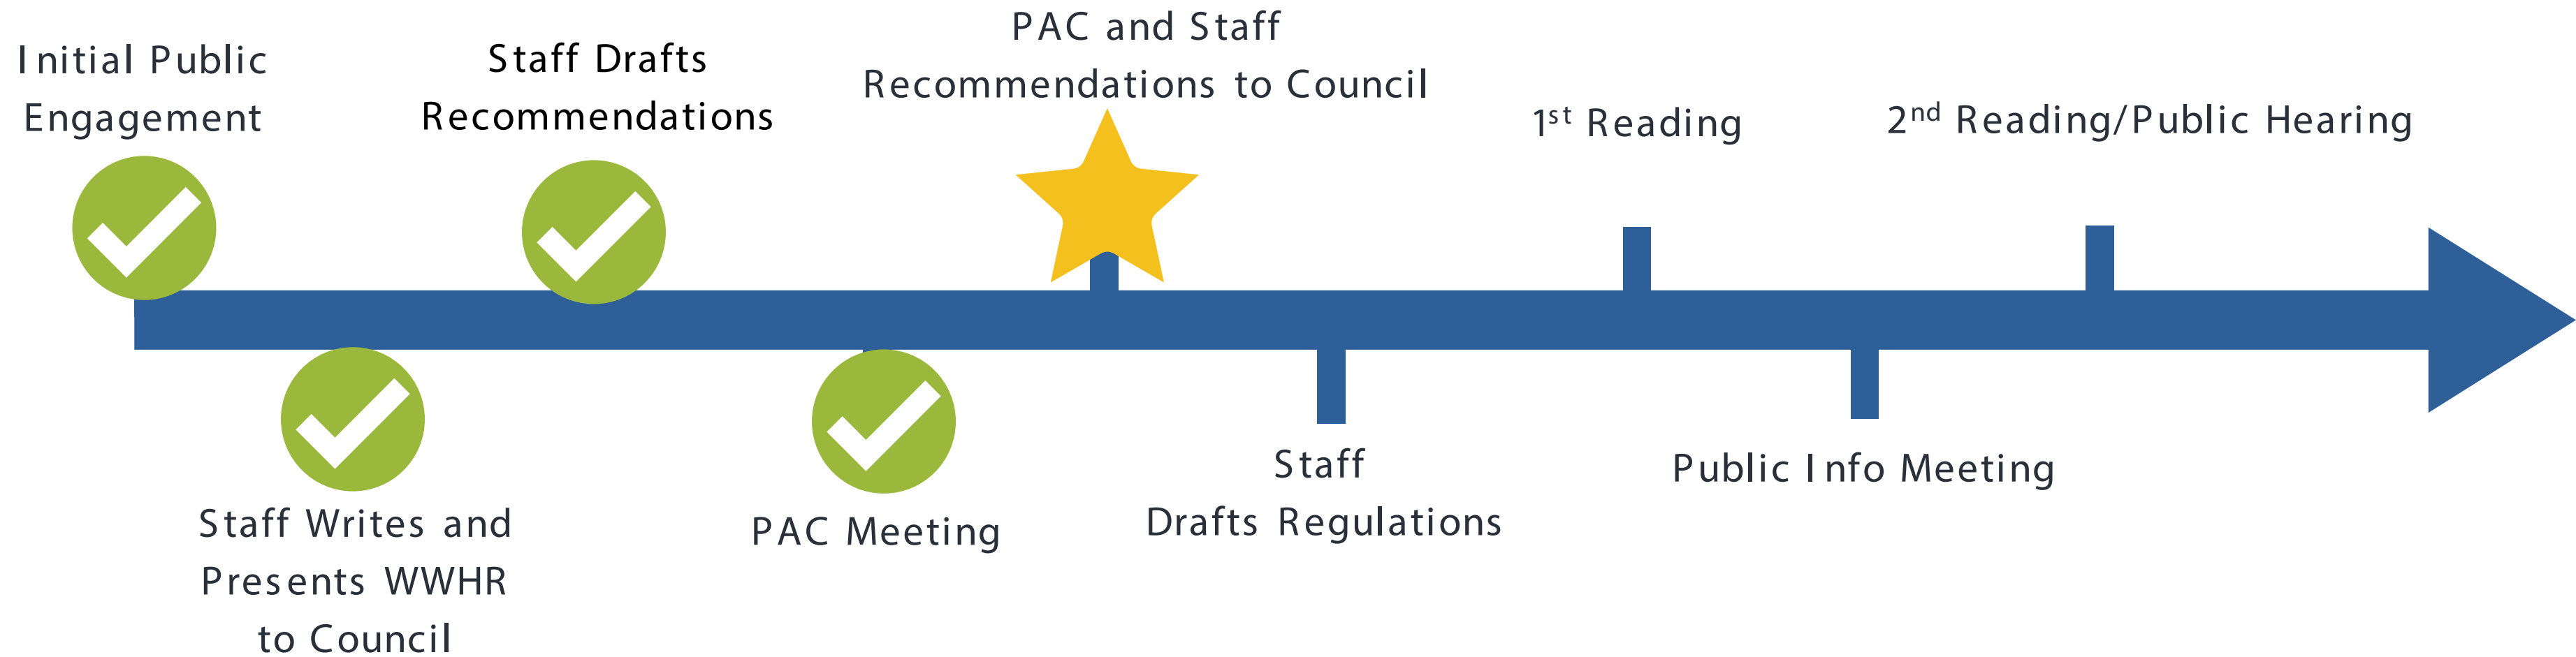 Initial Public
Engagement
Staff Drafts
Recommendations
PAC and Staff
Recommendations to Council
1st Reading
2nd Reading/Public Hearing
Staff Writes and
Presents WWHR
to Council
PAC Meeting
Staff
Drafts Regulations
Public Info Meeting